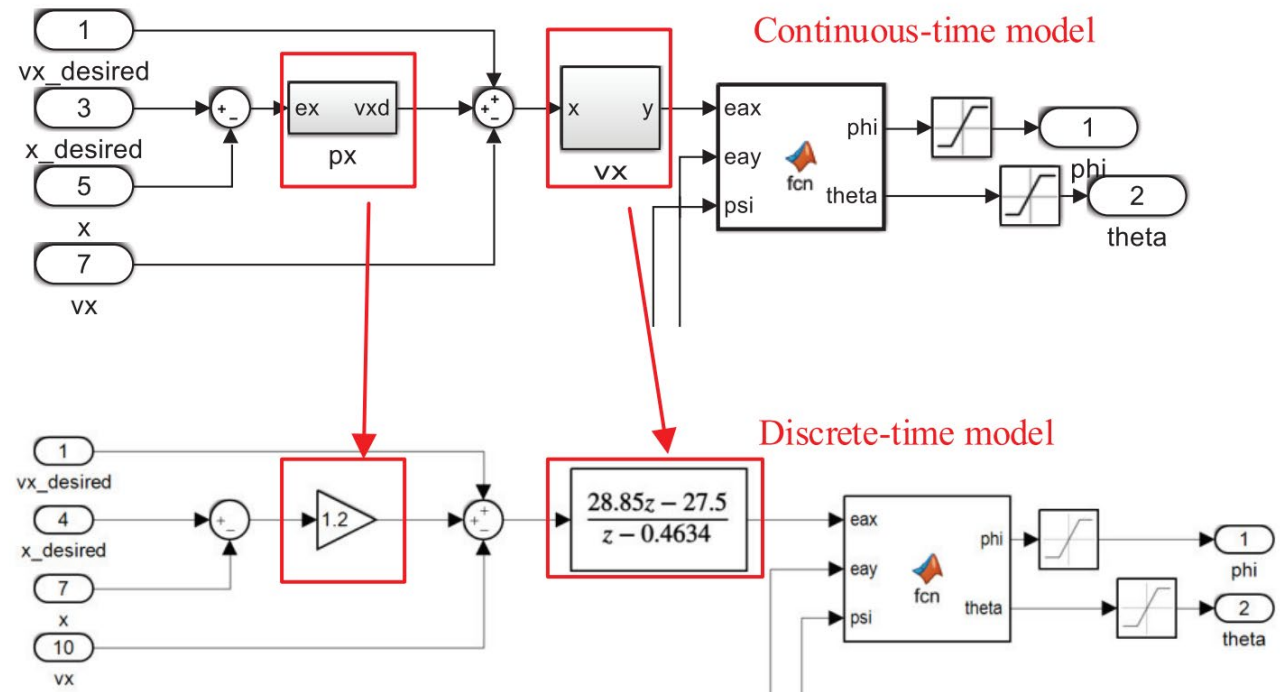 Continuous-time model
1
vx_desired
3
x_desired
5
x
7
vx
+
−
ex vxd
px
+
+
−
x y
vx
eax
eay
psi
fcn
phi
theta
1
phi
2
theta
Discrete-time model
1
vx_desired
4
x_desired
7
x
10
vx
+
−
1.2
+
+
−
28.85z − 27.5
z − 0.4634
eax
eay
psi
fcn
phi
theta
1
phi
2
theta